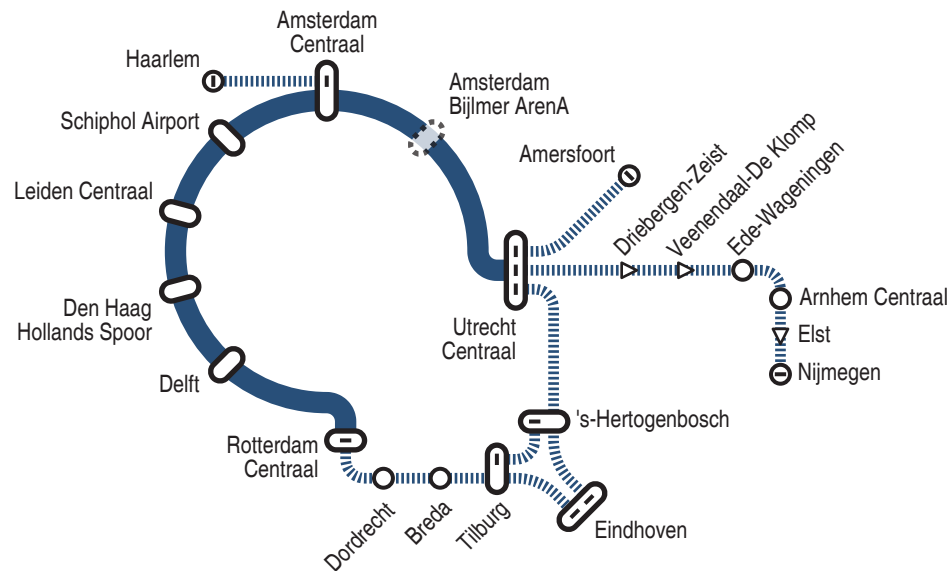 Amsterdam
Centraal
Haarlem
Amsterdam
Bijlmer ArenA
Schiphol Airport
Amersfoort
Driebergen-Zeist
Veenendaal-De Klomp
Ede-Wageningen
Leiden Centraal
Den Haag
Hollands Spoor
Arnhem Centraal
Utrecht
Centraal
Elst
Nijmegen
Delft
's-Hertogenbosch
Rotterdam
Centraal
Dordrecht
Breda
Tilburg
Eindhoven